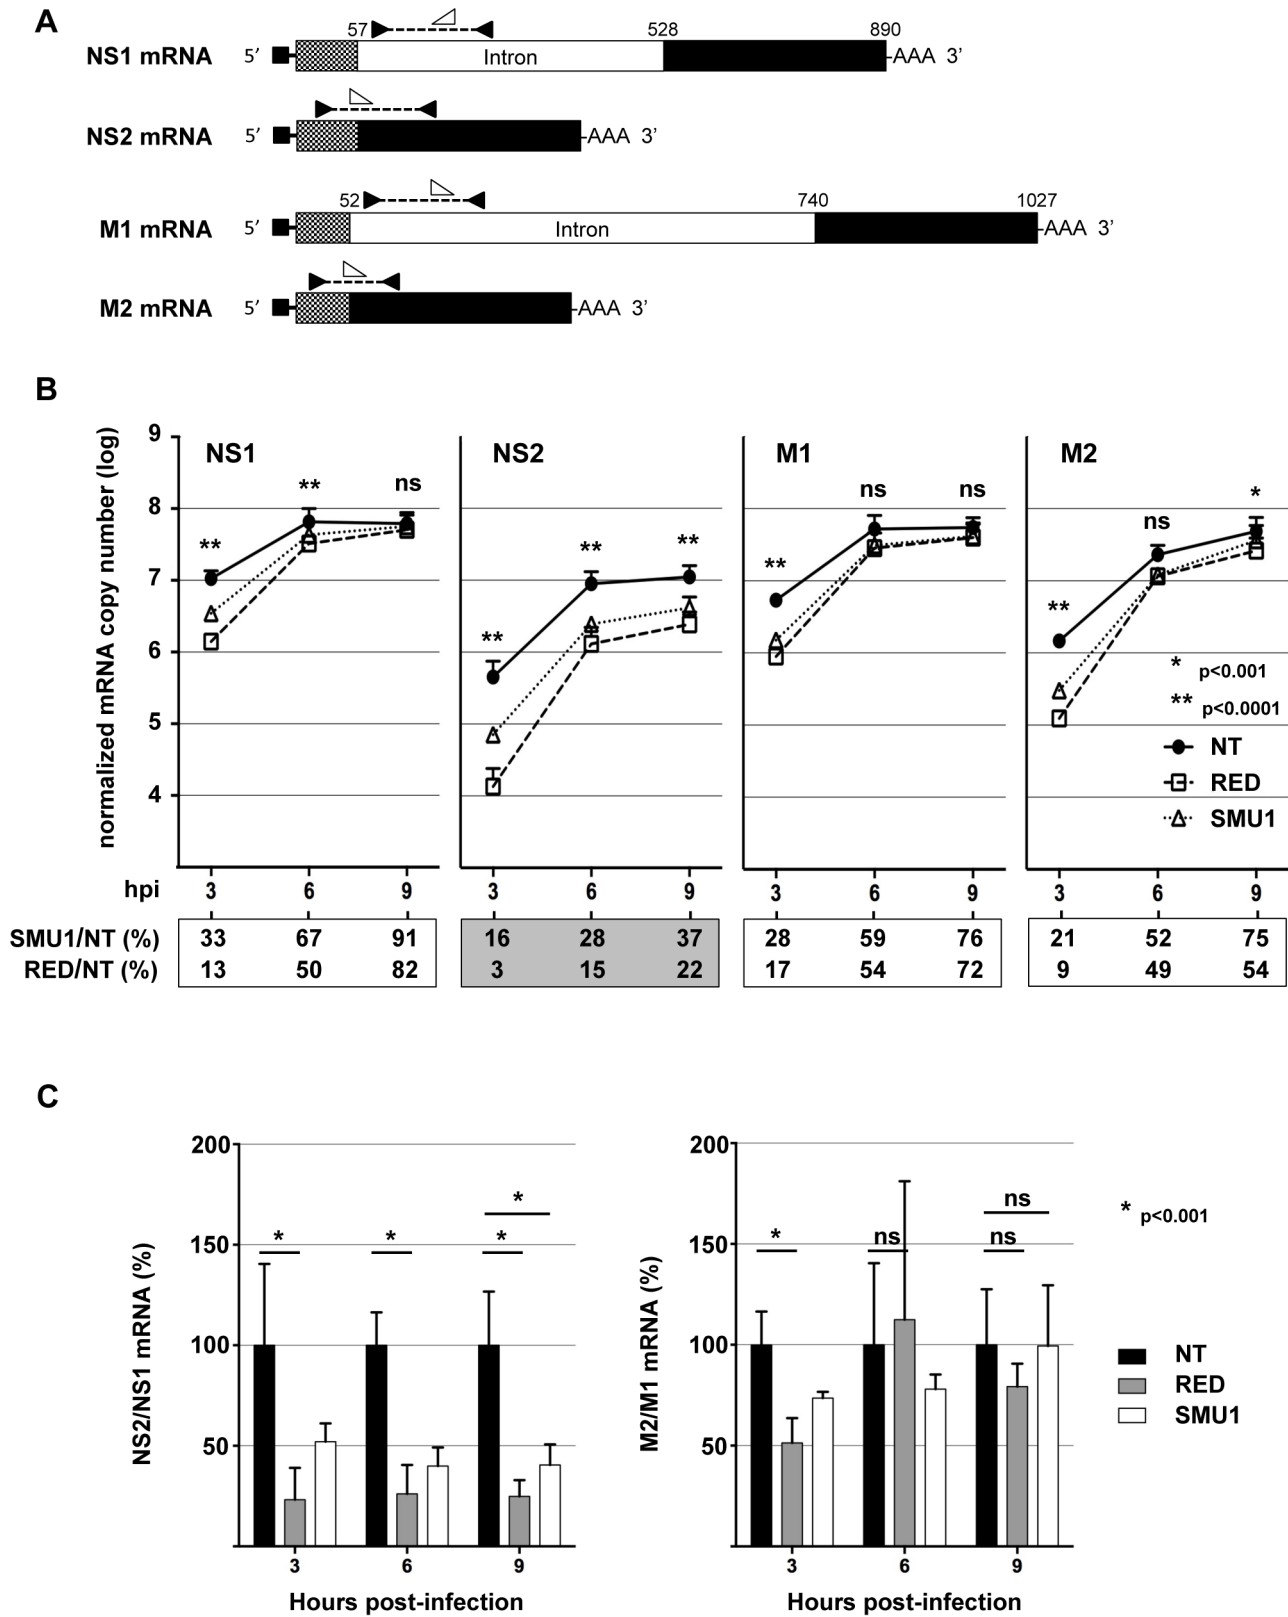 A
57 528 890
NS1 mRNA 5′ Intron -AAA 3’
NS2 mRNA 5′ -AAA 3’
52 740 1027
M1 mRNA 5′ Intron -AAA 3’
M2 mRNA 5′ -AAA 3’
B
normalized mRNA copy number (log)
9
8
7
6
5
4
NS1 NS2 M1 M2
** ** ns
** ** **
** ns ns
** ns *
* p<0.001
** p<0.0001
NT
RED
SMU1
hpi 3 6 9 3 6 9 3 6 9 3 6 9
SMU1/NT (%) 33 67 91 16 28 37 28 59 76 21 52 75
RED/NT (%) 13 50 82 3 15 22 17 54 72 9 49 54
C
NS2/NS1 mRNA (%)
200
150
100
50
* * * *
3 6 9
Hours post-infection
M2/M1 mRNA (%)
200
150
100
50
* ns ns ns
3 6 9
Hours post-infection
* p<0.001
NT
RED
SMU1